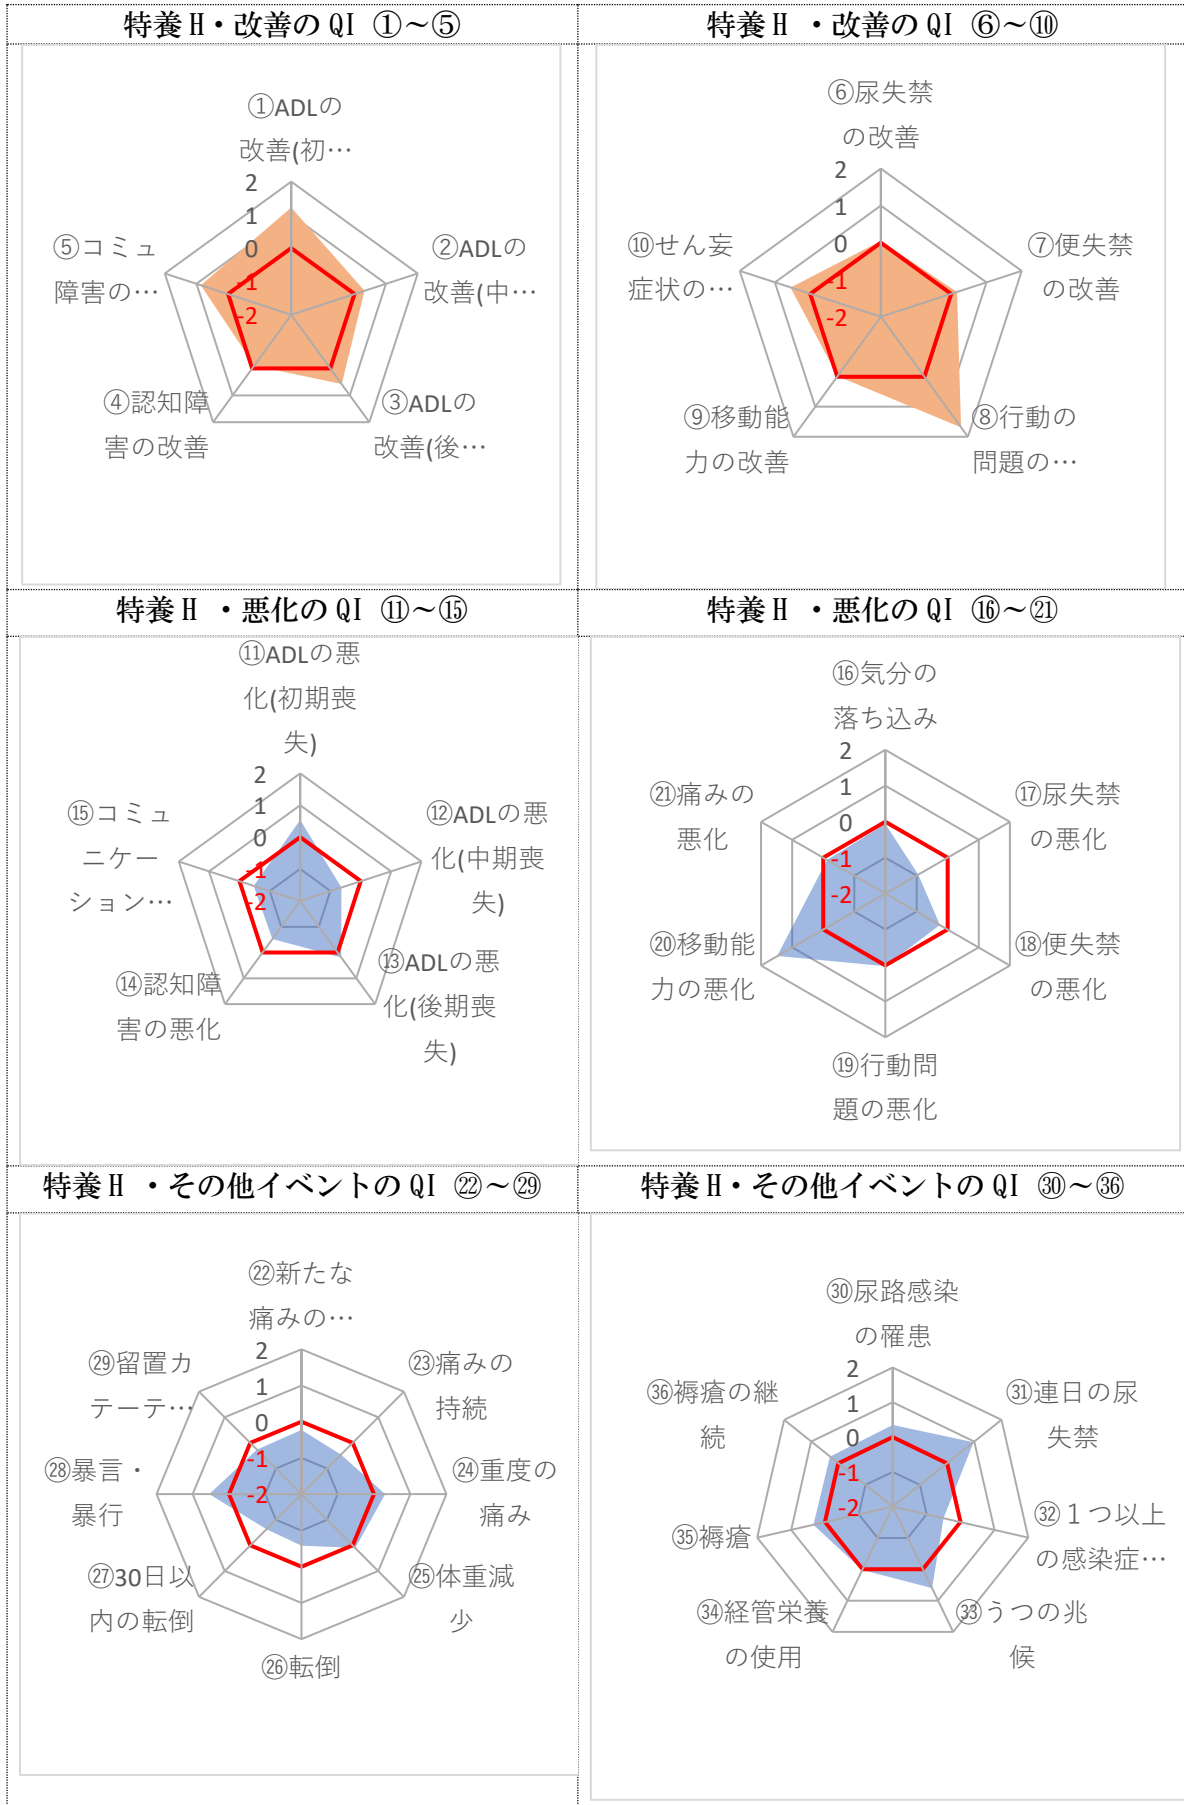 特養 H・改善の QI ①～⑤
特養 H ・改善の QI ⑥～⑩
①ADLの
改善(初…
2
1
0
-1
-2
②ADLの
改善(中…
③ADLの
改善(後…
④認知障
害の改善
⑤コミュ
障害の…
⑥尿失禁
の改善
2
1
0
-1
-2
⑦便失禁
の改善
⑧行動の
問題の…
⑨移動能
力の改善
⑩せん妄
症状の…
特養 H ・悪化の QI ⑪～⑮
特養 H ・悪化の QI ⑯～㉑
⑪ADLの悪
化(初期喪
失)
2
1
0
-1
-2
⑫ADLの悪
化(中期喪
失)
⑬ADLの悪
化(後期喪
失)
⑭認知障
害の悪化
⑮コミュ
ニケー
ション…
⑯気分の
落ち込み
2
1
0
-1
-2
⑰尿失禁
の悪化
⑱便失禁
の悪化
⑲行動問
題の悪化
⑳移動能
力の悪化
㉑痛みの
悪化
特養 H ・その他イベントの QI ㉒～㉙
特養 H・その他イベントの QI ㉚～㊱
㉒新たな
痛みの…
2
1
0
-1
-2
㉓痛みの
持続
㉔重度の
痛み
㉕体重減
少
㉖転倒
㉗30日以
内の転倒
㉘暴言・
暴行
㉙留置カ
テーテ…
㉚尿路感染
の罹患
2
1
0
-1
-2
㉛連日の尿
失禁
㉜１つ以上
の感染症…
㉝うつの兆
候
㉞経管栄養
の使用
㉟褥瘡
㊱褥瘡の継
続